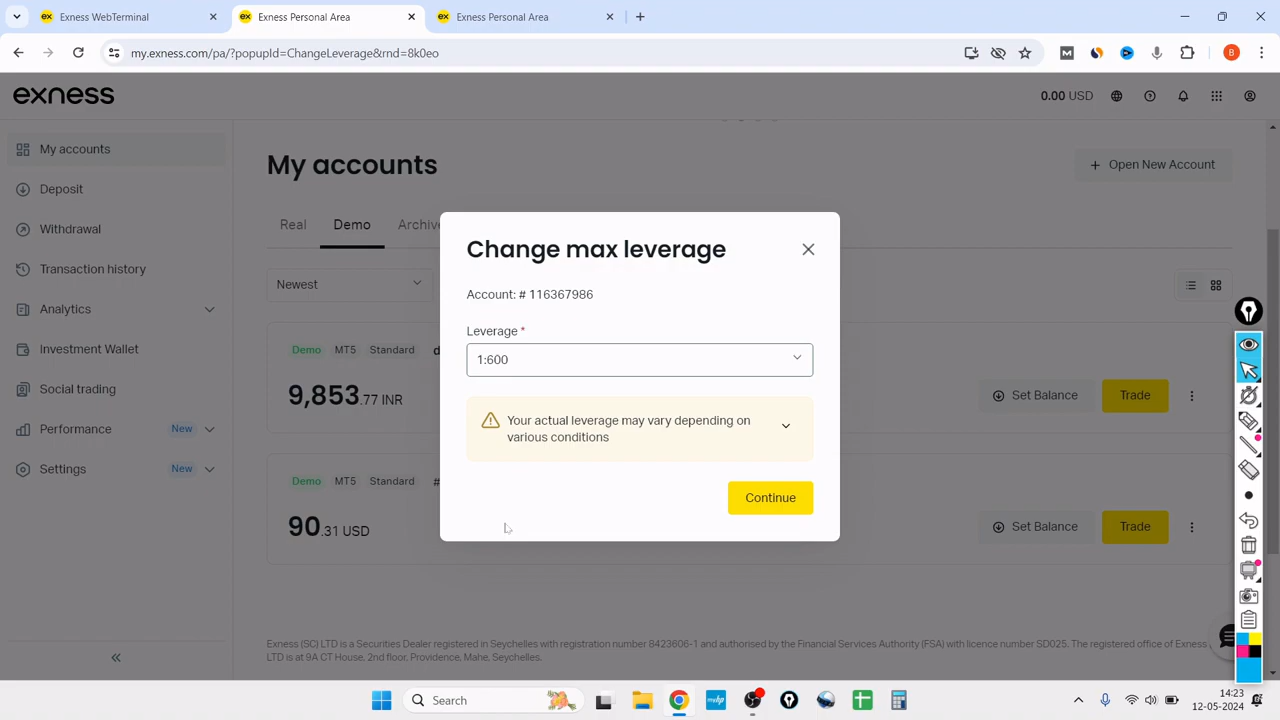 Exness WebTerminal
Exness Personal Area
Exness Personal Area
my.exness.com/pa/?popupId=ChangeLeverage&rnd=8k0eo
B
exness
0.00 USD
My accounts
Deposit
Withdrawal
Transaction history
Analytics
Investment Wallet
Social trading
Performance New
Settings New
My accounts
Open New Account
Real Demo Archive
Newest
Demo MT5 Standard
9,853.77 INR
Set Balance Trade
Demo MT5 Standard #
90.31 USD
Set Balance Trade
Change max leverage
Account: # 116367986
Leverage *
1:600
Your actual leverage may vary depending on
various conditions
Continue
Exness (SC) LTD is a Securities Dealer registered in Seychelles with registration number 8423606-1 and authorised by the Financial Services Authority (FSA) with licence number SD025. The registered office of Exness
LTD is at 9A CT House, 2nd floor, Providence, Mahe, Seychelles.
Search
14:23
12-05-2024